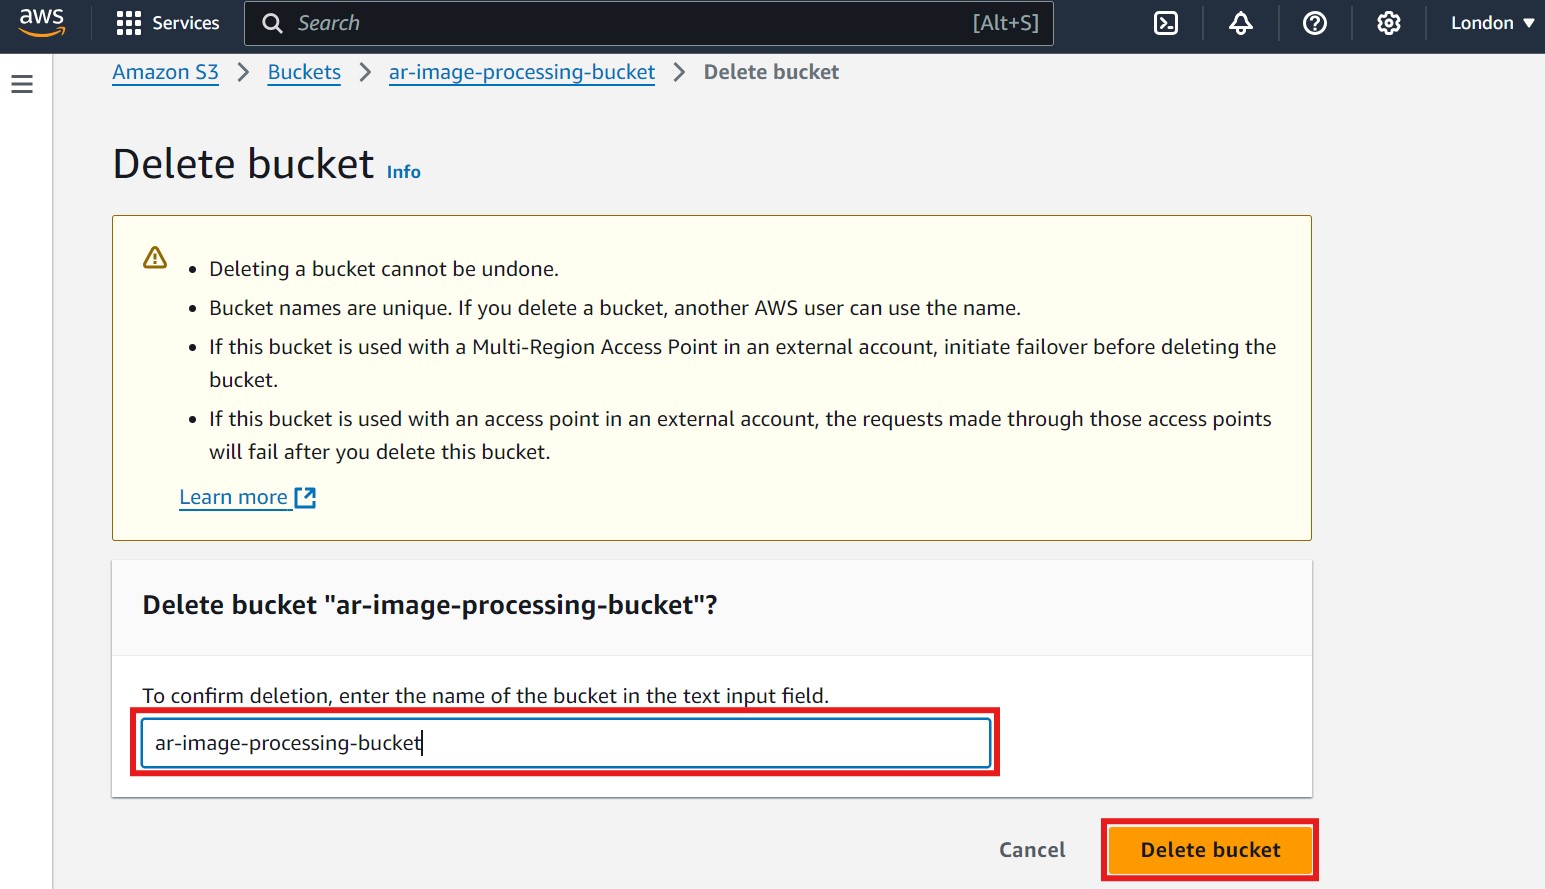 aws Services Search [Alt+S] London
Amazon S3 > Buckets > ar-image-processing-bucket > Delete bucket
Delete bucket Info
• Deleting a bucket cannot be undone.
• Bucket names are unique. If you delete a bucket, another AWS user can use the name.
• If this bucket is used with a Multi-Region Access Point in an external account, initiate failover before deleting the
bucket.
• If this bucket is used with an access point in an external account, the requests made through those access points
will fail after you delete this bucket.
Learn more
Delete bucket "ar-image-processing-bucket"?
To confirm deletion, enter the name of the bucket in the text input field.
ar-image-processing-bucket
Cancel Delete bucket